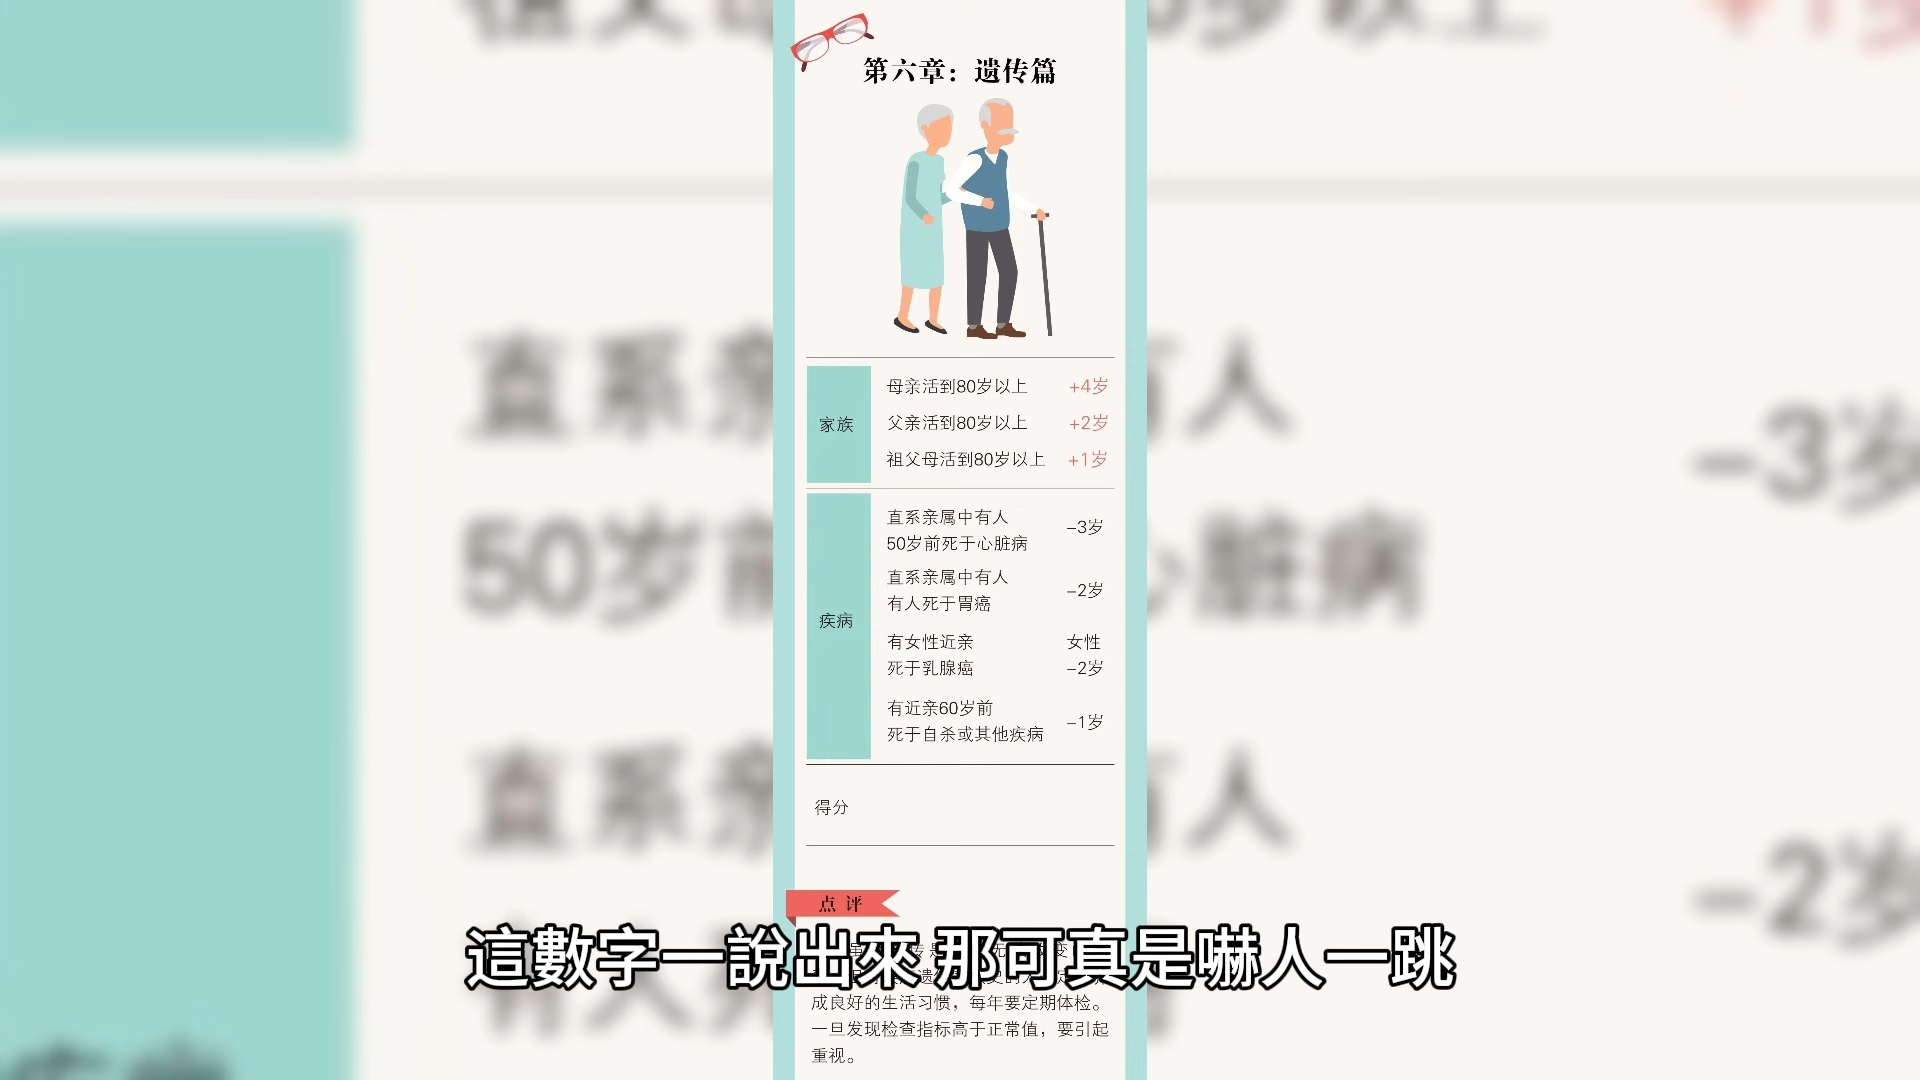 第六章：遗传篇
家族
母亲活到80岁以上 +4岁
父亲活到80岁以上 +2岁
祖父母活到80岁以上 +1岁
疾病
直系亲属中有人
50岁前死于心脏病 -3岁
直系亲属中有人
有人死于胃癌 -2岁
有女性近亲 女性
死于乳腺癌 -2岁
有近亲60岁前
死于自杀或其他疾病 -1岁
得分
点评
這數字一說出來 那可真是嚇人一跳
成良好的生活习惯，每年要定期体检。
一旦发现检查指标高于正常值，要引起
重视。